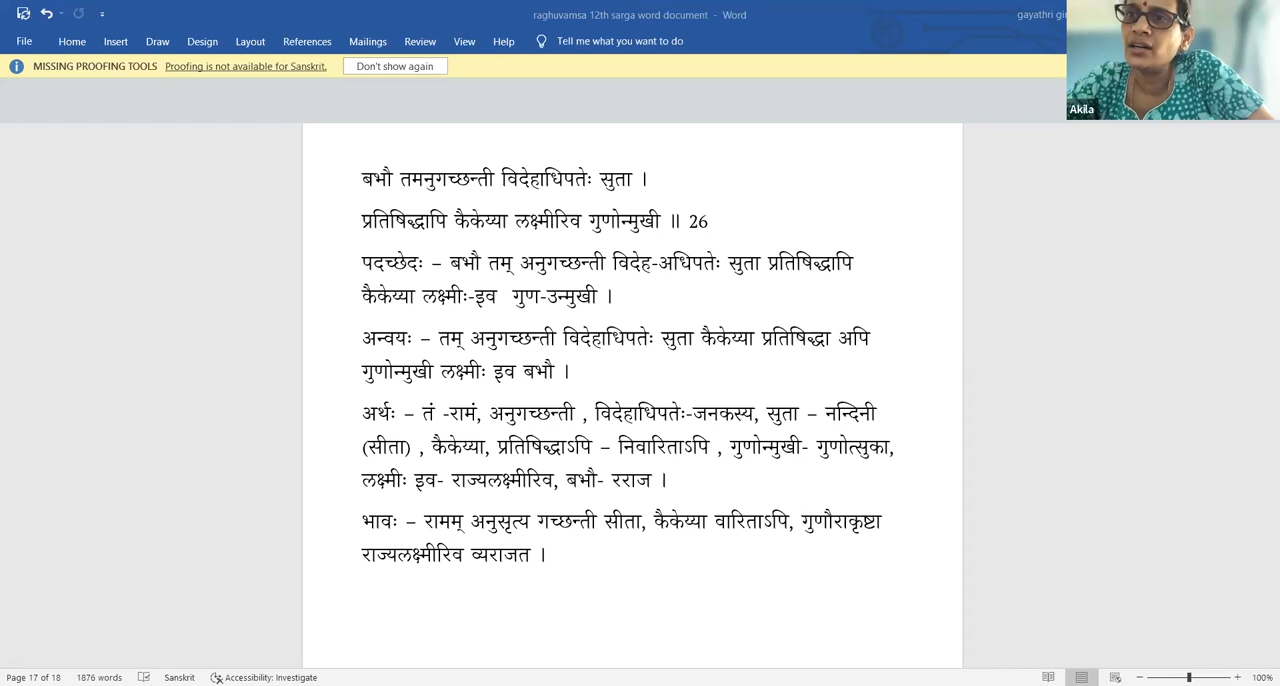 raghuvamsa 12th sarga word document - Word
gayathri gir
File Home Insert Draw Design Layout References Mailings Review View Help Tell me what you want to do
MISSING PROOFING TOOLS Proofing is not available for Sanskrit. Don't show again
Akila
बभौ तमनुगच्छन्ती विदेहाधिपतेः सुता ।
प्रतिषिद्धापि कैकेय्या लक्ष्मीरिव गुणोन्मुखी ॥ 26
पदच्छेदः – बभौ तम् अनुगच्छन्ती विदेह-अधिपतेः सुता प्रतिषिद्धापि
कैकेय्या लक्ष्मीः-इव गुण-उन्मुखी ।
अन्वयः – तम् अनुगच्छन्ती विदेहाधिपतेः सुता कैकेय्या प्रतिषिद्धा अपि
गुणोन्मुखी लक्ष्मीः इव बभौ ।
अर्थः – तं -रामं, अनुगच्छन्ती , विदेहाधिपतेः-जनकस्य, सुता – नन्दिनी
(सीता) , कैकेय्या, प्रतिषिद्धाऽपि – निवारिताऽपि , गुणोन्मुखी- गुणोत्सुका,
लक्ष्मीः इव- राज्यलक्ष्मीरिव, बभौ- रराज ।
भावः – रामम् अनुसृत्य गच्छन्ती सीता, कैकेय्या वारिताऽपि, गुणौराकृष्टा
राज्यलक्ष्मीरिव व्यराजत ।
Page 17 of 18 1876 words Sanskrit Accessibility: Investigate 100%